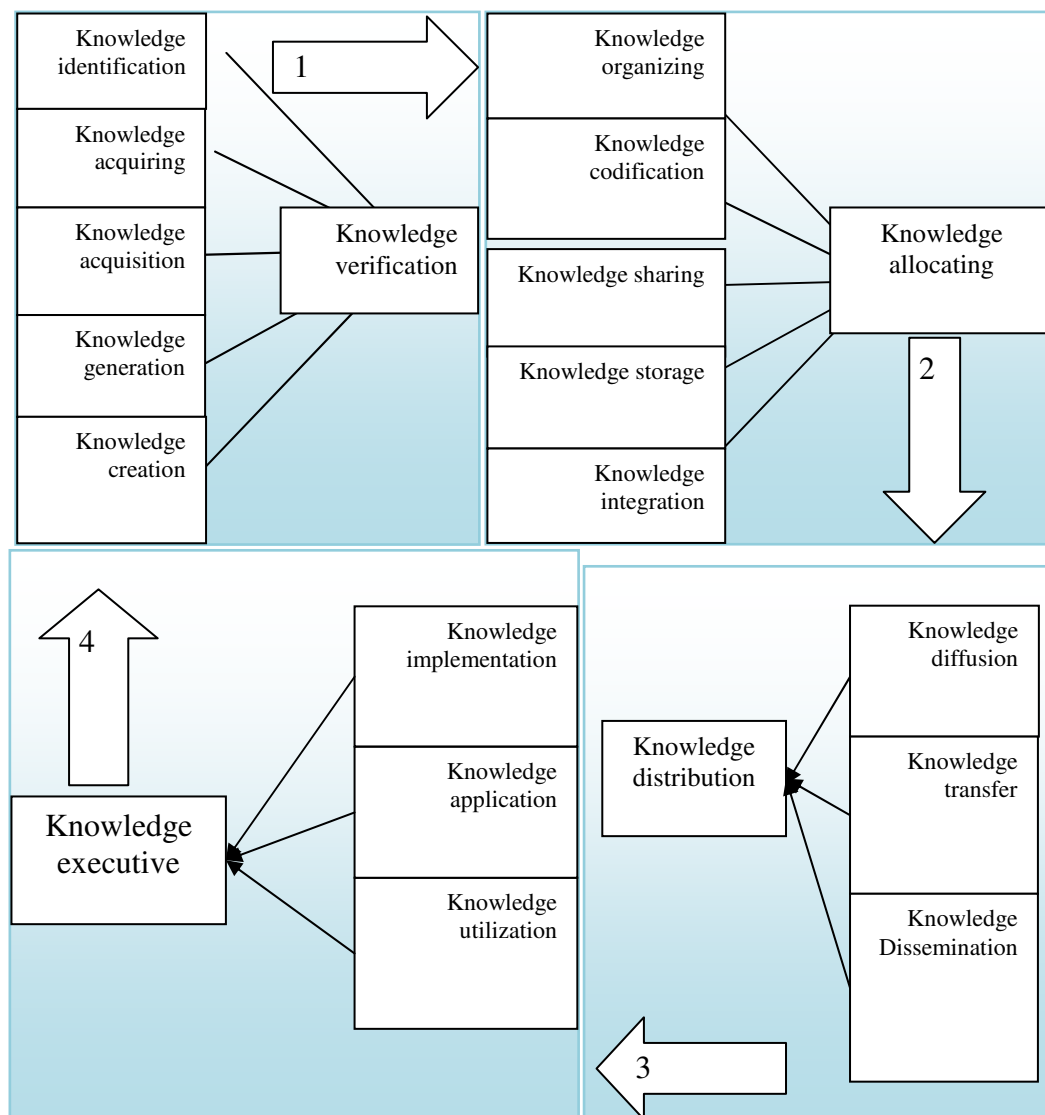 Knowledge
identification
Knowledge
acquiring
Knowledge
acquisition
Knowledge
generation
Knowledge
creation
Knowledge
verification
1
Knowledge
organizing
Knowledge
codification
Knowledge sharing
Knowledge storage
Knowledge
integration
Knowledge
allocating
2
4
Knowledge
executive
Knowledge
implementation
Knowledge
application
Knowledge
utilization
Knowledge
distribution
Knowledge
diffusion
Knowledge
transfer
Knowledge
Dissemination
3